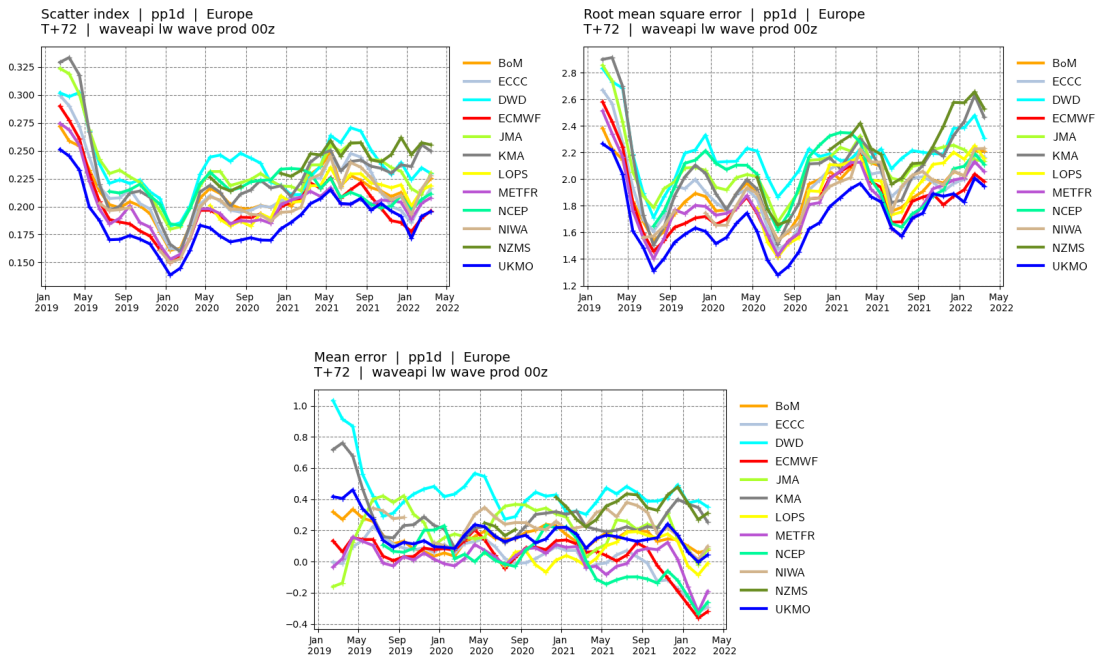 Scatter index | pp1d | Europe
T+72 | waveapi lw wave prod 00z
0.325
0.300
0.275
0.250
0.225
0.200
0.175
0.150
Jan 2019
May 2019
Sep 2019
Jan 2020
May 2020
Sep 2020
Jan 2021
May 2021
Sep 2021
Jan 2022
May 2022
BoM
ECCC
DWD
ECMWF
JMA
KMA
LOPS
METFR
NCEP
NIWA
NZMS
UKMO
Root mean square error | pp1d | Europe
T+72 | waveapi lw wave prod 00z
2.8
2.6
2.4
2.2
2.0
1.8
1.6
1.4
1.2
Jan 2019
May 2019
Sep 2019
Jan 2020
May 2020
Sep 2020
Jan 2021
May 2021
Sep 2021
Jan 2022
May 2022
BoM
ECCC
DWD
ECMWF
JMA
KMA
LOPS
METFR
NCEP
NIWA
NZMS
UKMO
Mean error | pp1d | Europe
T+72 | waveapi lw wave prod 00z
1.0
0.8
0.6
0.4
0.2
0.0
−0.2
−0.4
Jan 2019
May 2019
Sep 2019
Jan 2020
May 2020
Sep 2020
Jan 2021
May 2021
Sep 2021
Jan 2022
May 2022
BoM
ECCC
DWD
ECMWF
JMA
KMA
LOPS
METFR
NCEP
NIWA
NZMS
UKMO